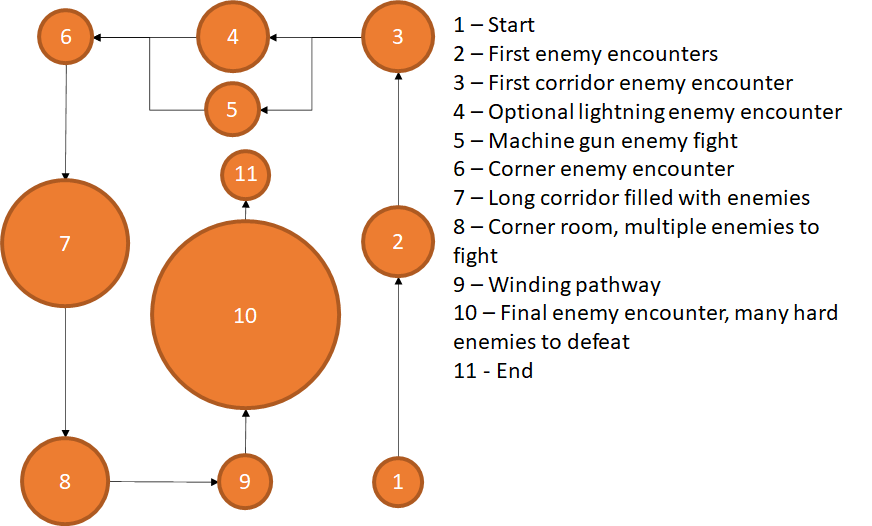 6
4
3
5
11
7
2
10
8
9
1
1 – Start
2 – First enemy encounters
3 – First corridor enemy encounter
4 – Optional lightning enemy encounter
5 – Machine gun enemy fight
6 – Corner enemy encounter
7 – Long corridor filled with enemies
8 – Corner room, multiple enemies to
fight
9 – Winding pathway
10 – Final enemy encounter, many hard
enemies to defeat
11 - End